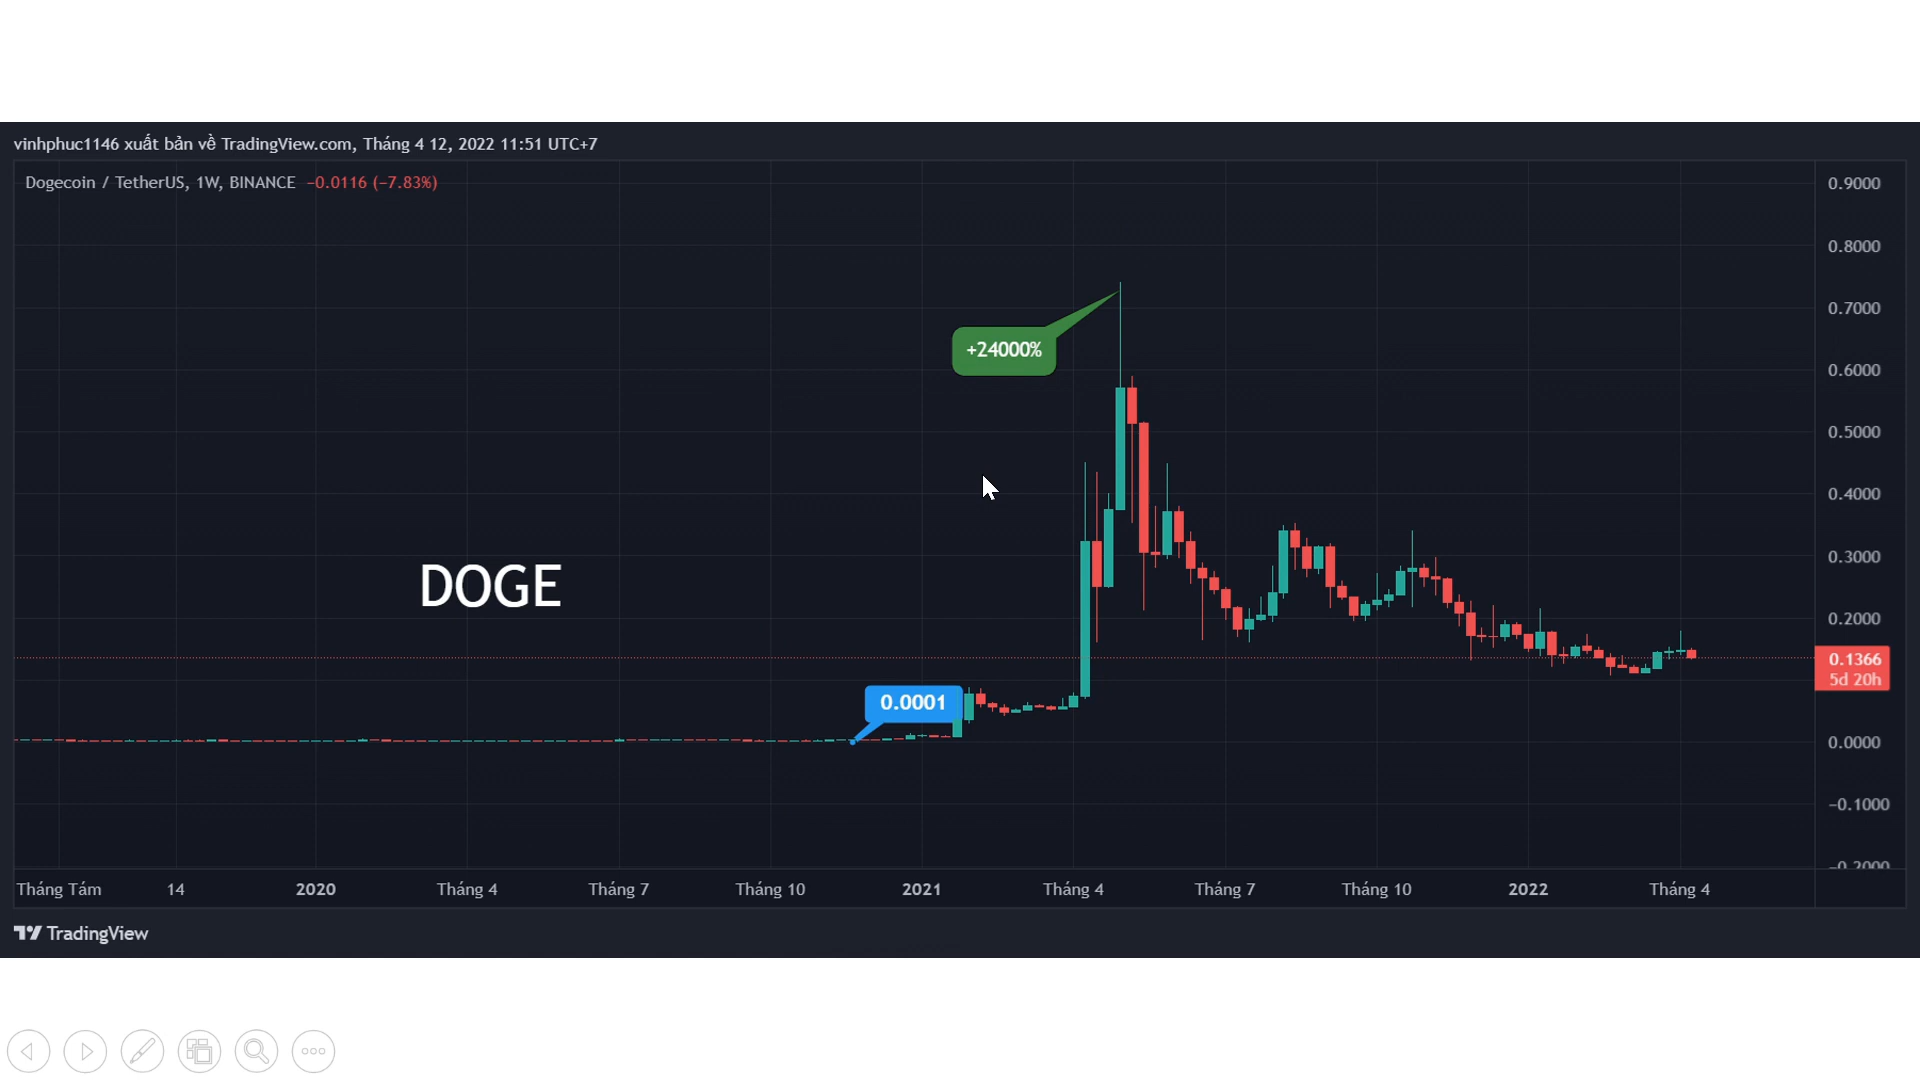 vinhphuc1146 xuất bản về TradingView.com, Tháng 4 12, 2022 11:51 UTC+7
Dogecoin / TetherUS, 1W, BINANCE −0.0116 (−7.83%)
0.9000
0.8000
0.7000
+24000%
0.6000
0.5000
0.4000
0.3000
DOGE
0.2000
0.1366
5d 20h
0.0001
0.0000
−0.1000
−0.2000
Tháng Tám 14 2020 Tháng 4 Tháng 7 Tháng 10 2021 Tháng 4 Tháng 7 Tháng 10 2022 Tháng 4
TradingView